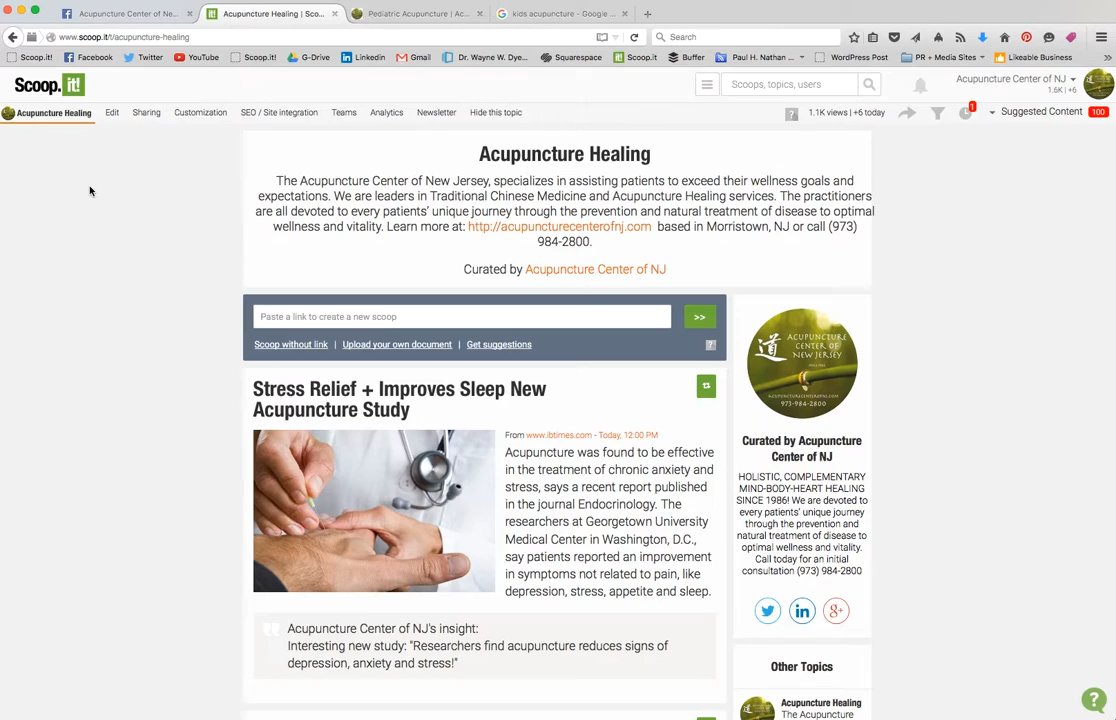 Acupuncture Center of Ne...
Acupuncture Healing | Sco...
Pediatric Acupuncture | Ac...
kids acupuncture - Google ...
www.scoop.it/t/acupuncture-healing
Search
Scoop.it!
Facebook
Twitter
YouTube
Scoop.it!
G-Drive
Linkedin
Gmail
Dr. Wayne W. Dye...
Squarespace
Scoop.it
Buffer
Paul H. Nathan ...
WordPress Post
PR + Media Sites
Likeable Business
Scoop.it!
Scoops, topics, users
Acupuncture Center of NJ
1.6K | +6
Acupuncture Healing
Edit
Sharing
Customization
SEO / Site integration
Teams
Analytics
Newsletter
Hide this topic
?
1.1K views | +6 today
1
Suggested Content
100
Acupuncture Healing
The Acupuncture Center of New Jersey, specializes in assisting patients to exceed their wellness goals and
expectations. We are leaders in Traditional Chinese Medicine and Acupuncture Healing services. The practitioners
are all devoted to every patients' unique journey through the prevention and natural treatment of disease to optimal
wellness and vitality. Learn more at: http://acupuncturecenterofnj.com based in Morristown, NJ or call (973)
984-2800.
Curated by Acupuncture Center of NJ
Paste a link to create a new scoop
>>
Scoop without link | Upload your own document | Get suggestions
?
Stress Relief + Improves Sleep New
Acupuncture Study
From www.ibtimes.com - Today, 12:00 PM
Acupuncture was found to be effective
in the treatment of chronic anxiety and
stress, says a recent report published
in the journal Endocrinology. The
researchers at Georgetown University
Medical Center in Washington, D.C.,
say patients reported an improvement
in symptoms not related to pain, like
depression, stress, appetite and sleep.
Acupuncture Center of NJ's insight:
Interesting new study: "Researchers find acupuncture reduces signs of
depression, anxiety and stress!"
道
ACUPUNCTURE
CENTER OF
NEW JERSEY
ACUPUNCTURECENTEROFNJ.COM
973-984-2800
Curated by Acupuncture
Center of NJ
HOLISTIC, COMPLEMENTARY
MIND-BODY-HEART HEALING
SINCE 1986! We are devoted to
every patients' unique journey
through the prevention and
natural treatment of disease to
optimal wellness and vitality.
Call today for an initial
consultation (973) 984-2800
in
g+
Other Topics
Acupuncture Healing
The Acupuncture
?